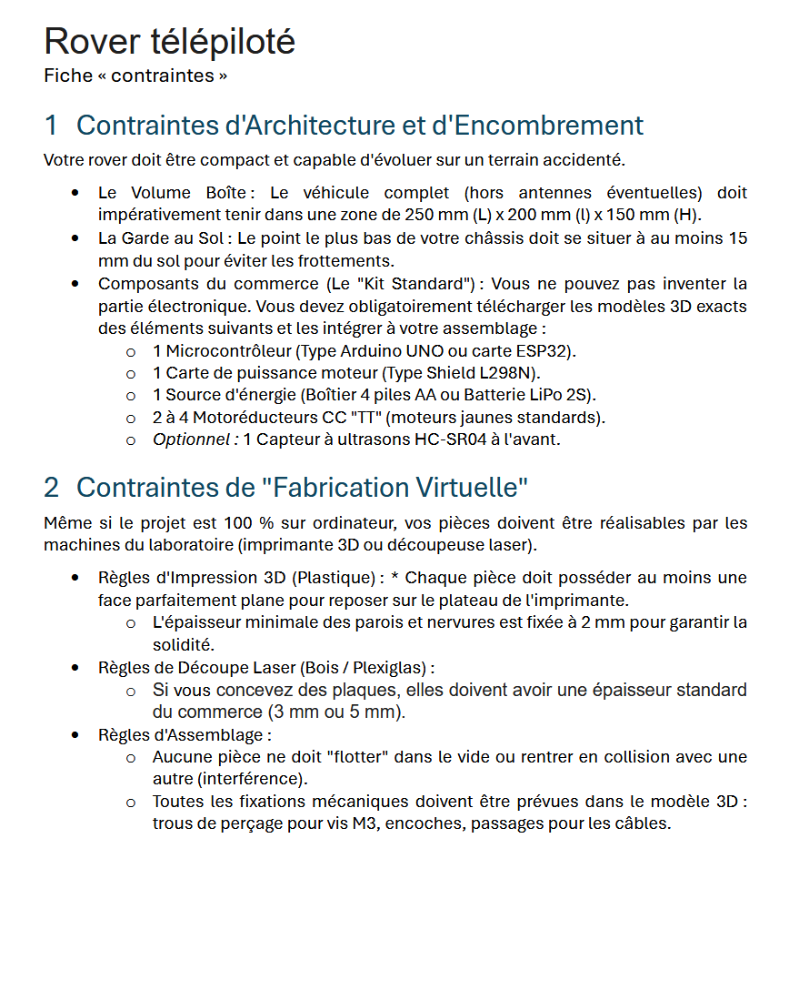 Rover télépiloté
Fiche « contraintes »
1 Contraintes d'Architecture et d'Encombrement
Votre rover doit être compact et capable d'évoluer sur un terrain accidenté.
• Le Volume Boîte : Le véhicule complet (hors antennes éventuelles) doit
impérativement tenir dans une zone de 250 mm (L) x 200 mm (l) x 150 mm (H).
• La Garde au Sol : Le point le plus bas de votre châssis doit se situer à au moins 15
mm du sol pour éviter les frottements.
• Composants du commerce (Le "Kit Standard") : Vous ne pouvez pas inventer la
partie électronique. Vous devez obligatoirement télécharger les modèles 3D exacts
des éléments suivants et les intégrer à votre assemblage :
o 1 Microcontrôleur (Type Arduino UNO ou carte ESP32).
o 1 Carte de puissance moteur (Type Shield L298N).
o 1 Source d'énergie (Boîtier 4 piles AA ou Batterie LiPo 2S).
o 2 à 4 Motoréducteurs CC "TT" (moteurs jaunes standards).
o Optionnel : 1 Capteur à ultrasons HC-SR04 à l'avant.
2 Contraintes de "Fabrication Virtuelle"
Même si le projet est 100 % sur ordinateur, vos pièces doivent être réalisables par les
machines du laboratoire (imprimante 3D ou découpeuse laser).
• Règles d'Impression 3D (Plastique) : * Chaque pièce doit posséder au moins une
face parfaitement plane pour reposer sur le plateau de l'imprimante.
o L'épaisseur minimale des parois et nervures est fixée à 2 mm pour garantir la
solidité.
• Règles de Découpe Laser (Bois / Plexiglas) :
o Si vous concevez des plaques, elles doivent avoir une épaisseur standard
du commerce (3 mm ou 5 mm).
• Règles d'Assemblage :
o Aucune pièce ne doit "flotter" dans le vide ou rentrer en collision avec une
autre (interférence).
o Toutes les fixations mécaniques doivent être prévues dans le modèle 3D :
trous de perçage pour vis M3, encoches, passages pour les câbles.